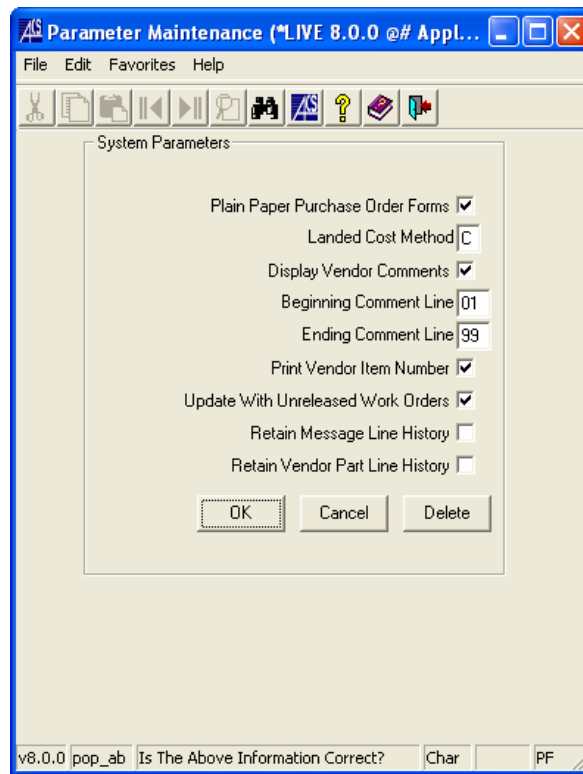 Parameter Maintenance (*LIVE 8.0.0 @# Appl...
File Edit Favorites Help
System Parameters
Plain Paper Purchase Order Forms
Landed Cost Method C
Display Vendor Comments
Beginning Comment Line 01
Ending Comment Line 99
Print Vendor Item Number
Update With Unreleased Work Orders
Retain Message Line History
Retain Vendor Part Line History
OK Cancel Delete
v8.0.0 pop_ab Is The Above Information Correct? Char PF